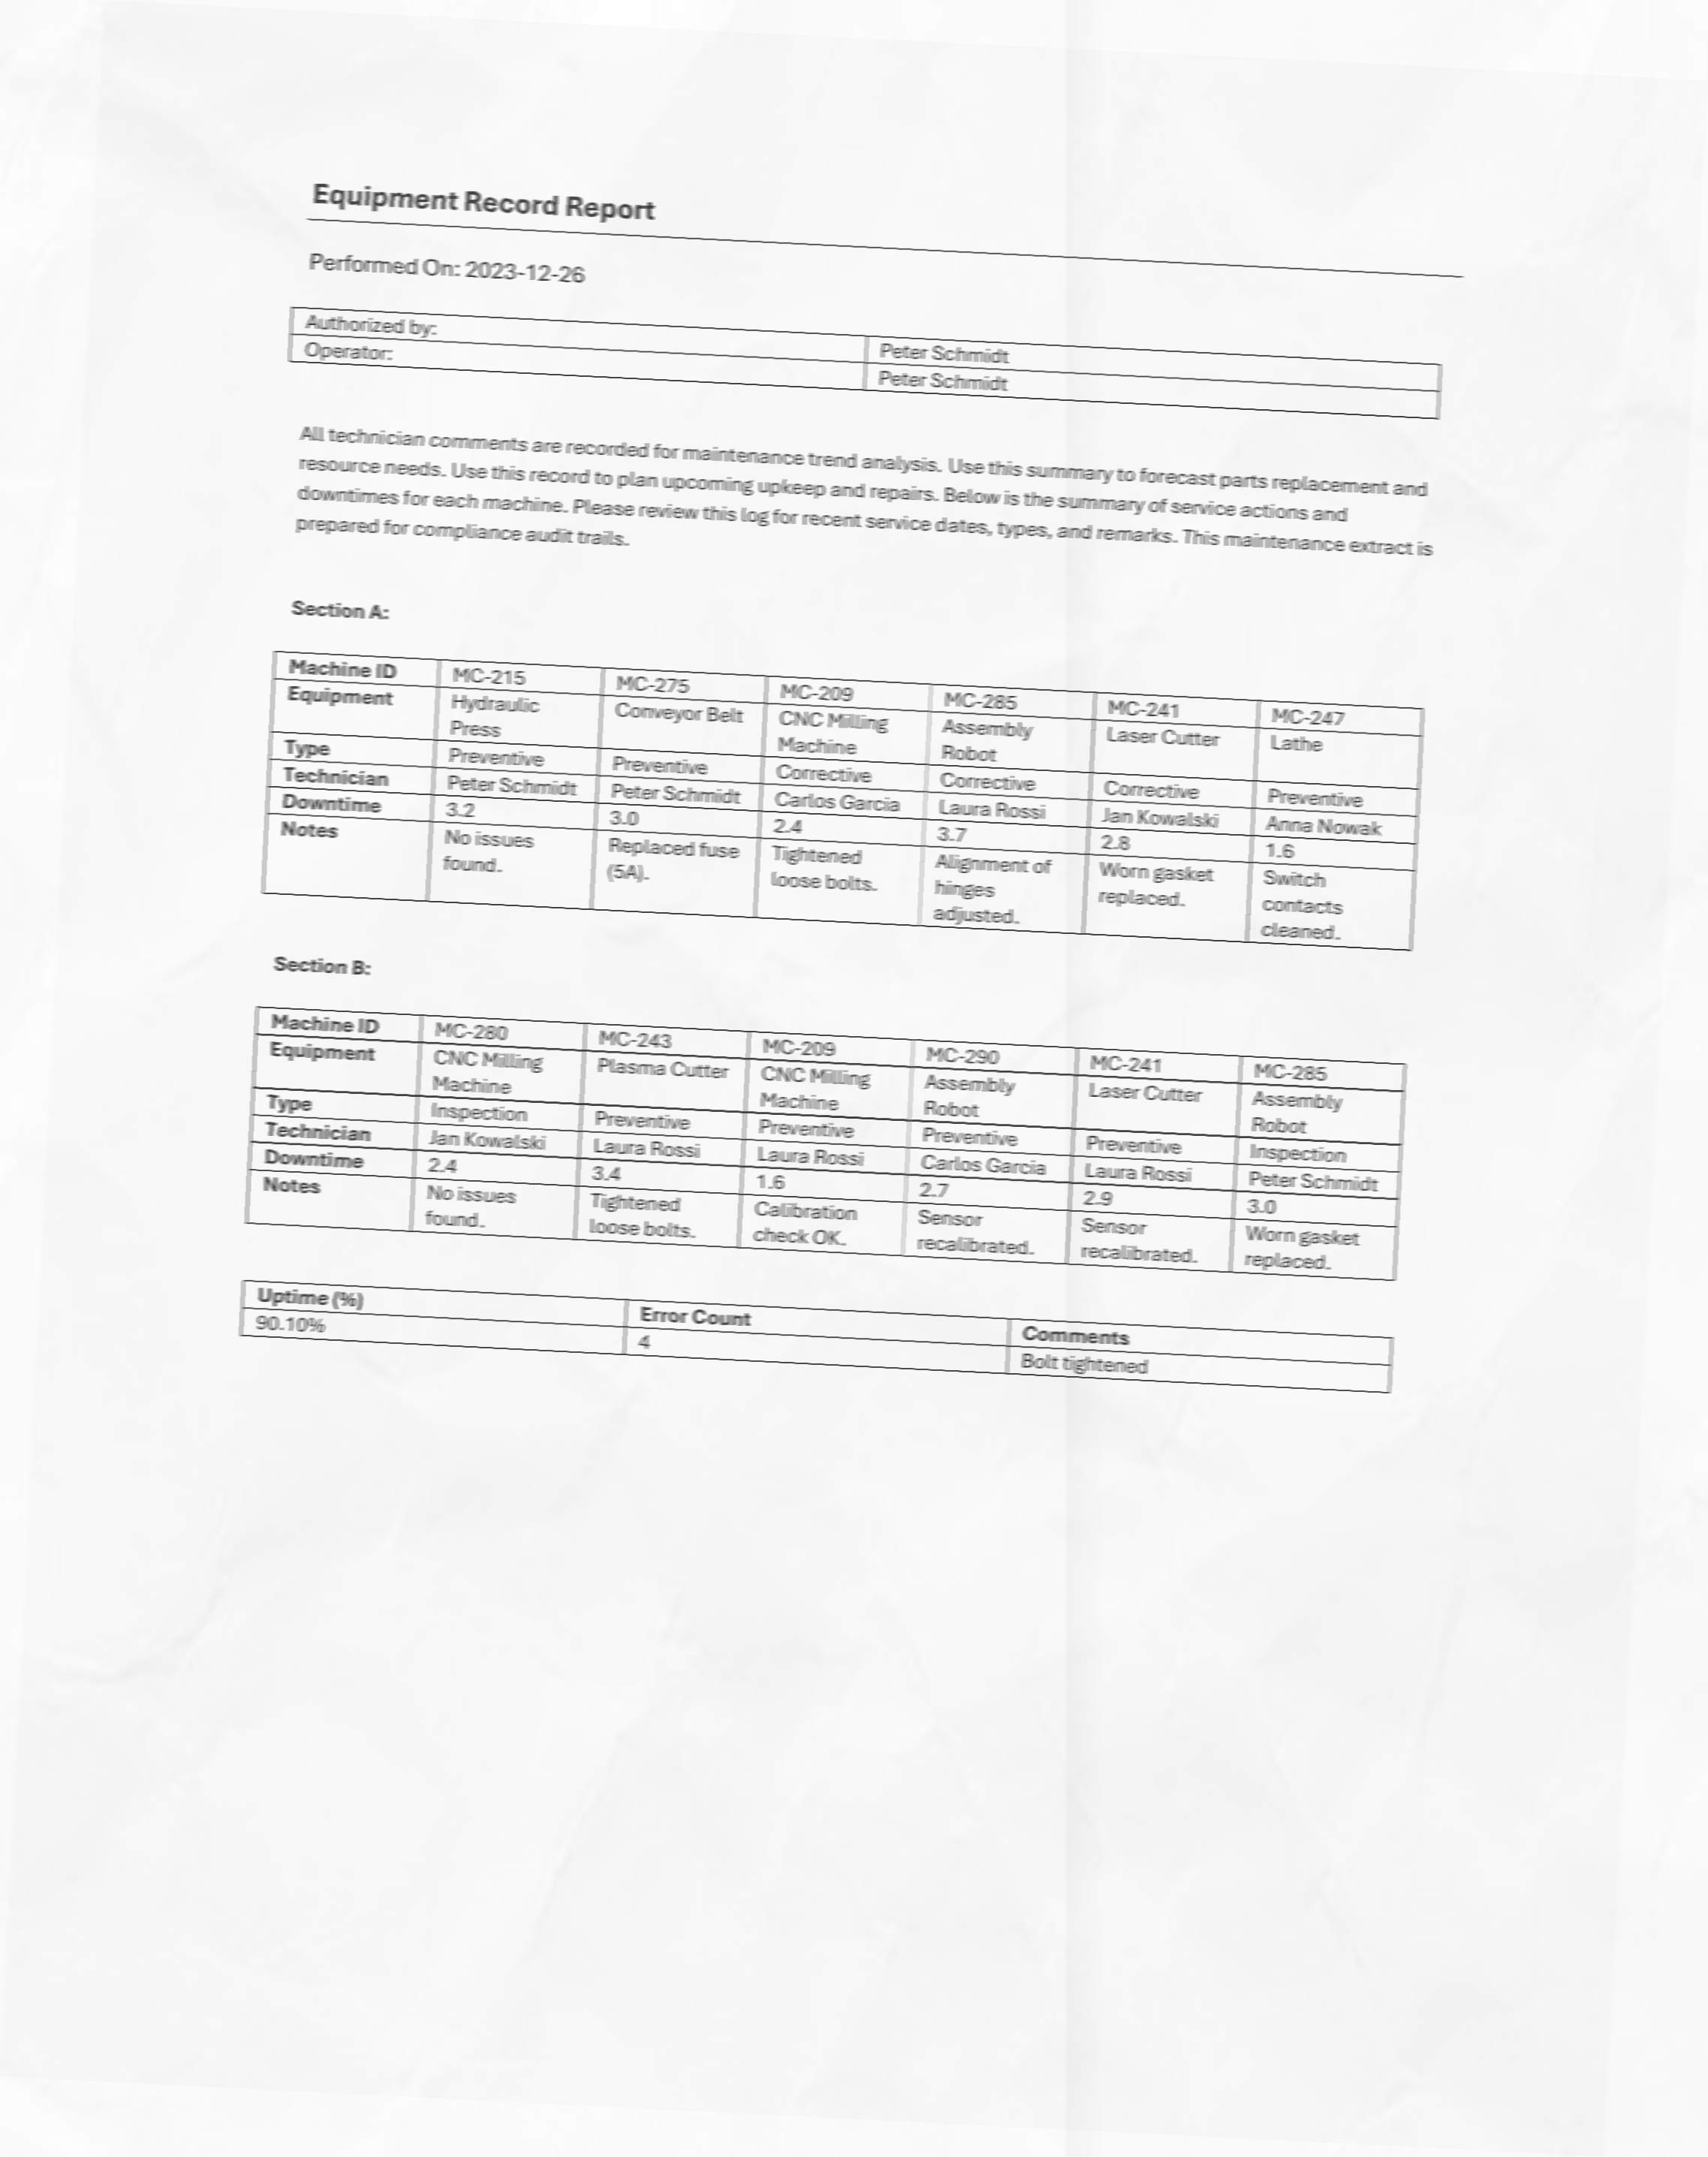 Equipment Record Report
Performed On: 2023-12-26
Authorized by: Peter Schmidt
Operator: Peter Schmidt
All technician comments are recorded for maintenance trend analysis. Use this summary to forecast parts replacement and
resource needs. Use this record to plan upcoming upkeep and repairs. Below is the summary of service actions and
downtimes for each machine. Please review this log for recent service dates, types, and remarks. This maintenance extract is
prepared for compliance audit trails.
Section A:
Machine ID MC-215 MC-275 MC-209 MC-285 MC-241 MC-247
Equipment Hydraulic Conveyor Belt CNC Milling Assembly Laser Cutter Lathe
Press Machine Robot
Type Preventive Preventive Corrective Corrective Corrective Preventive
Technician Peter Schmidt Peter Schmidt Carlos Garcia Laura Rossi Jan Kowalski Anna Nowak
Downtime 3.2 3.0 2.4 3.7 2.8 1.6
Notes No issues Replaced fuse Tightened Alignment of Worn gasket Switch
found. (5A). loose bolts. hinges replaced. contacts
adjusted. cleaned.
Section B:
Machine ID MC-280 MC-243 MC-209 MC-290 MC-241 MC-285
Equipment CNC Milling Plasma Cutter CNC Milling Assembly Laser Cutter Assembly
Machine Machine Robot Robot
Type Inspection Preventive Preventive Preventive Preventive Inspection
Technician Jan Kowalski Laura Rossi Laura Rossi Carlos Garcia Laura Rossi Peter Schmidt
Downtime 2.4 3.4 1.6 2.7 2.9 3.0
Notes No issues Tightened Calibration Sensor Sensor Worn gasket
found. loose bolts. check OK. recalibrated. recalibrated. replaced.
Uptime (%) Error Count Comments
90.10% 4 Bolt tightened